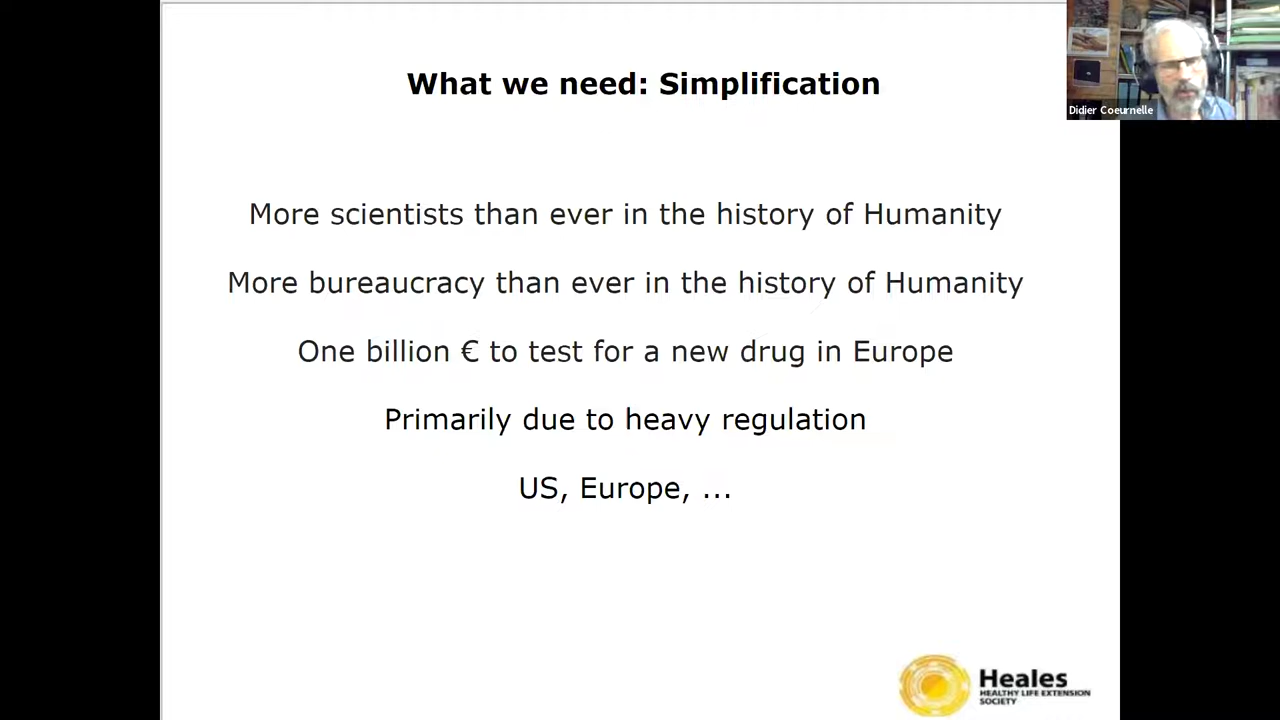 What we need: Simplification
Didier Coeurnelle
More scientists than ever in the history of Humanity
More bureaucracy than ever in the history of Humanity
One billion € to test for a new drug in Europe
Primarily due to heavy regulation
US, Europe, ...
Heales
HEALTHY LIFE EXTENSION
SOCIETY